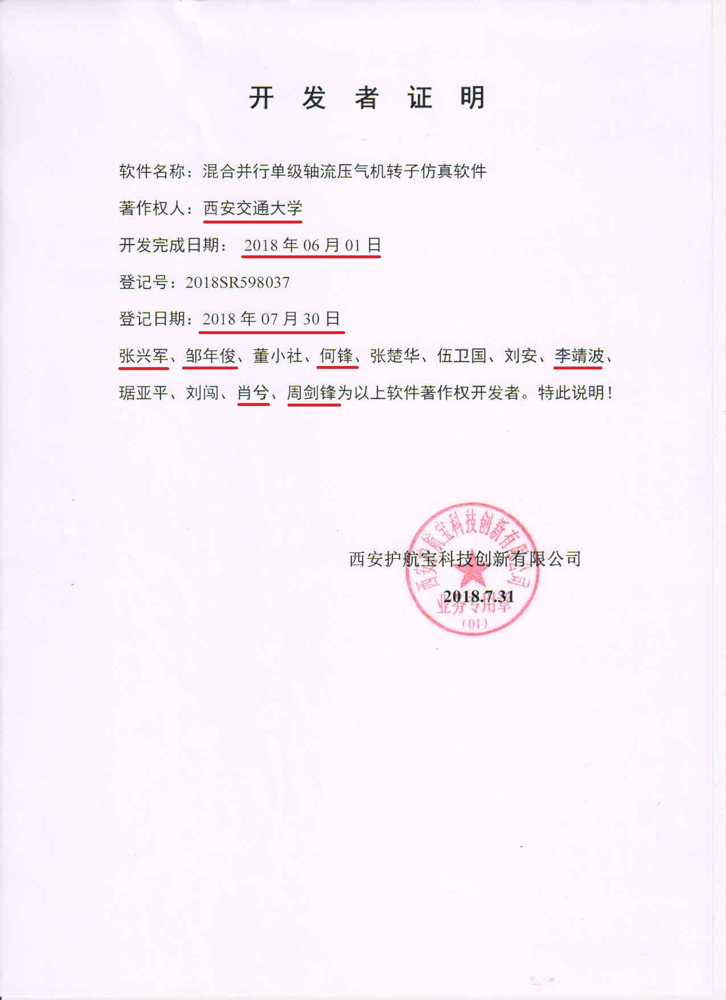 开 发 者 证 明
软件名称：混合并行单级轴流压气机转子仿真软件
著作权人：西安交通大学
开发完成日期： 2018 年 06 月 01 日
登记号：2018SR598037
登记日期：2018 年 07 月 30 日
张兴军、邹年俊、董小社、何锋、张楚华、伍卫国、刘安、李靖波、
琚亚平、刘闯、肖兮、周剑锋为以上软件著作权开发者。特此说明！
西安护航宝科技创新有限公司
西安护航宝科技创新有限公司
2018.7.31
业务专用章
（01）